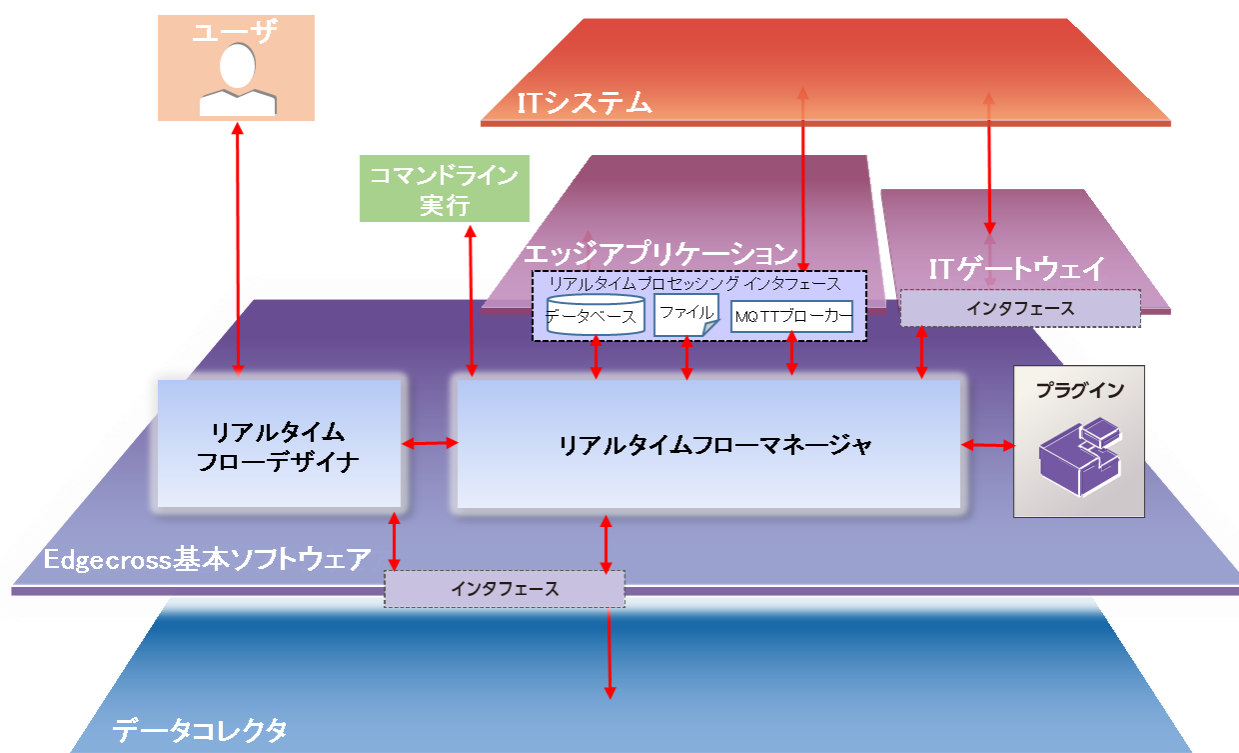 ユーザ
ITシステム
コマンドライン
実行
エッジアプリケーション
ITゲートウェイ
リアルタイムプロセッシング インタフェース
データベース
ファイル
MQTTブローカー
インタフェース
プラグイン
リアルタイム
フローデザイナ
リアルタイムフローマネージャ
Edgecross基本ソフトウェア
インタフェース
データコレクタ